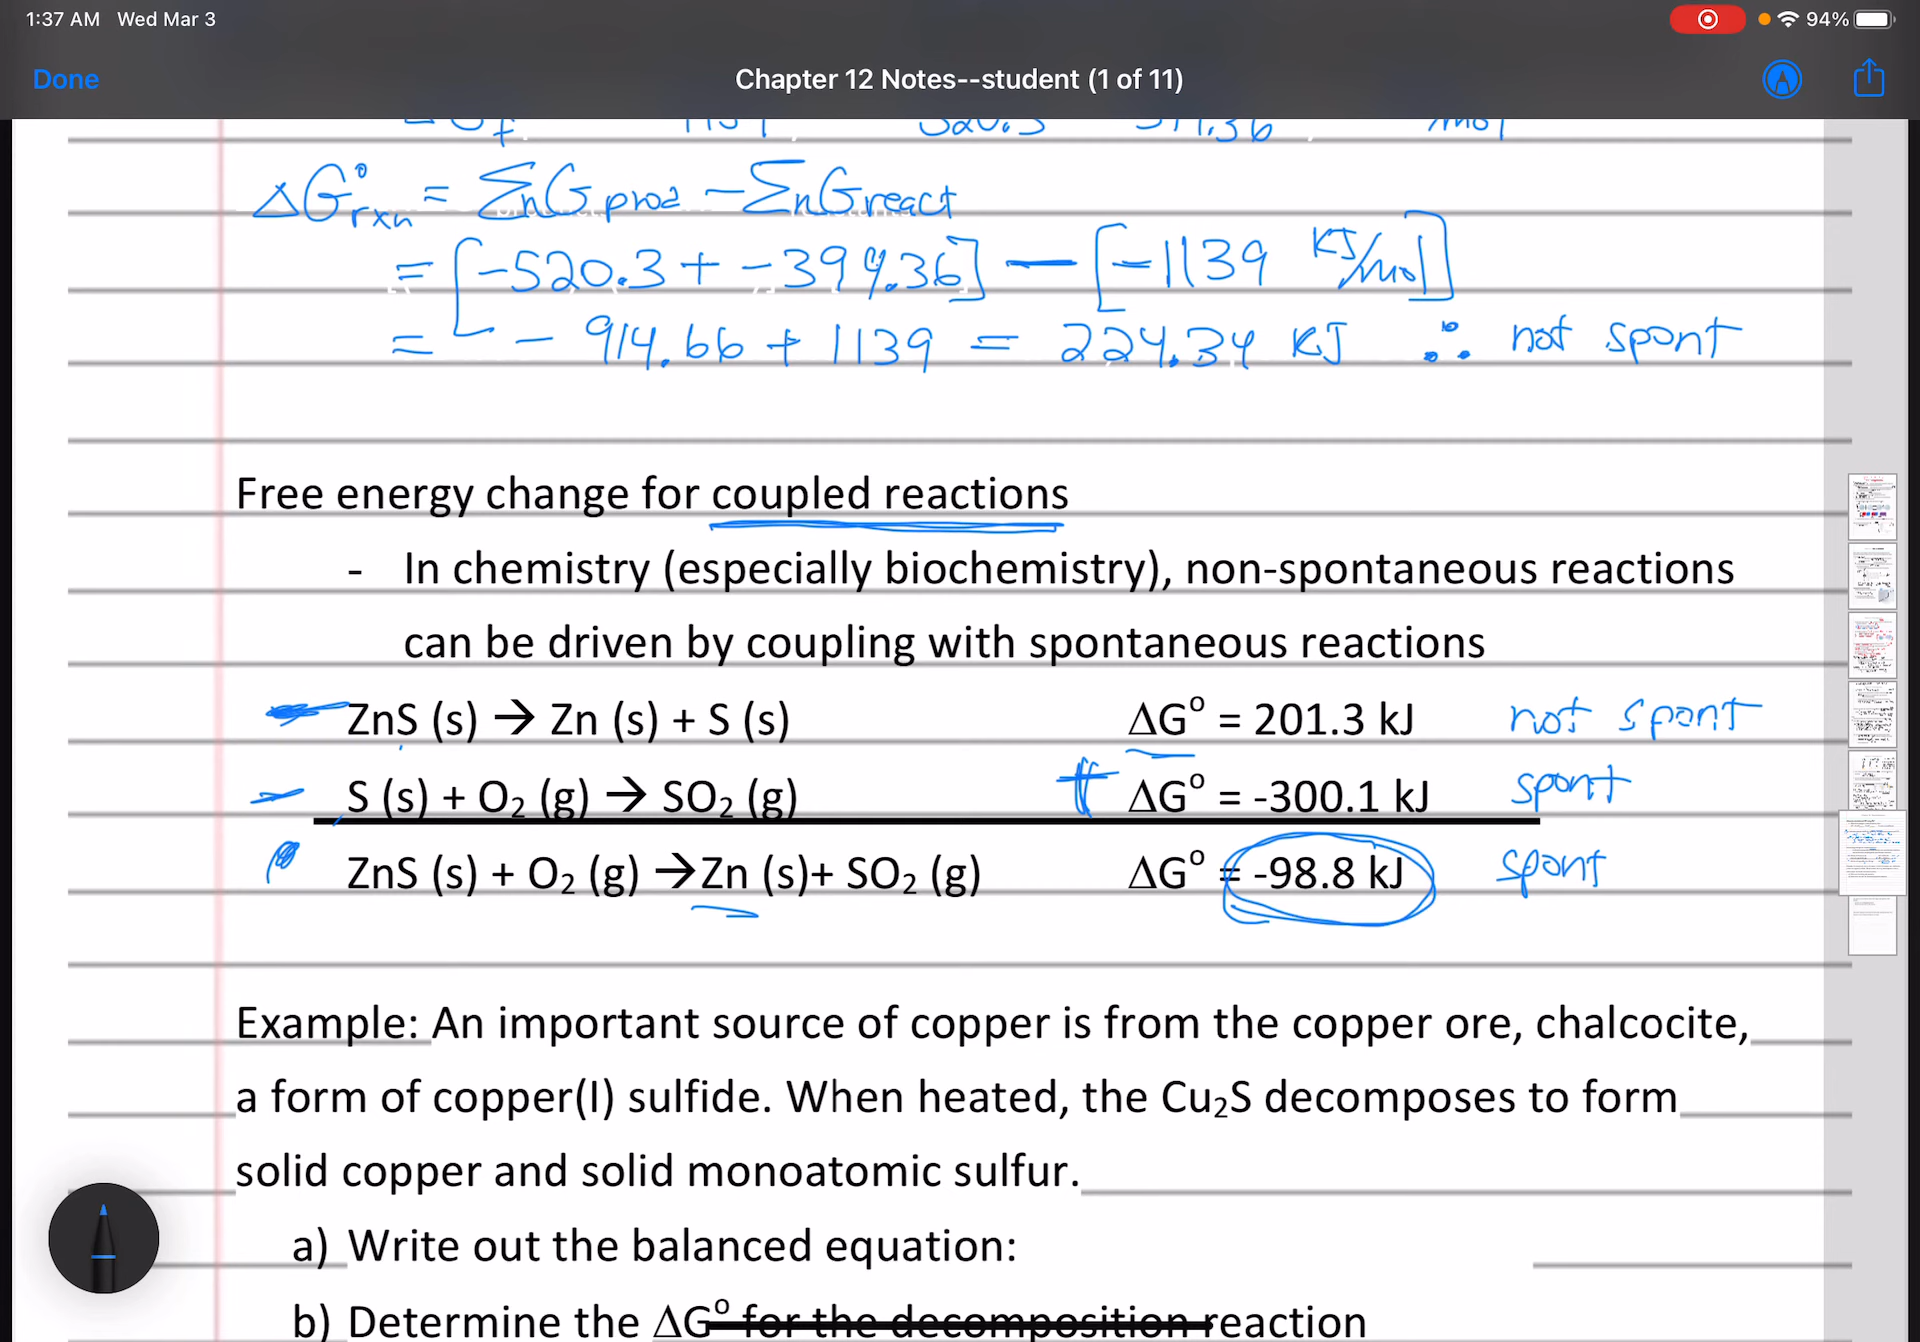 1:37 AM Wed Mar 3 94%
Done Chapter 12 Notes--student (1 of 11)
ΔG°rxn = ΣnG prod − ΣnG react
= [-520.3 + -394.36] — [-1139 KJ/mol]
= - 914.66 + 1139 = 224.34 KJ ∴ not spont
Free energy change for coupled reactions
- In chemistry (especially biochemistry), non-spontaneous reactions
can be driven by coupling with spontaneous reactions
ZnS (s) → Zn (s) + S (s) ΔG° = 201.3 kJ not spont
S (s) + O₂ (g) → SO₂ (g) ΔG° = -300.1 kJ spont
ZnS (s) + O₂ (g) →Zn (s)+ SO₂ (g) ΔG° = -98.8 kJ spont
Example: An important source of copper is from the copper ore, chalcocite,
a form of copper(I) sulfide. When heated, the Cu₂S decomposes to form
solid copper and solid monoatomic sulfur.
a) Write out the balanced equation:
b) Determine the ΔG° for the decomposition reaction